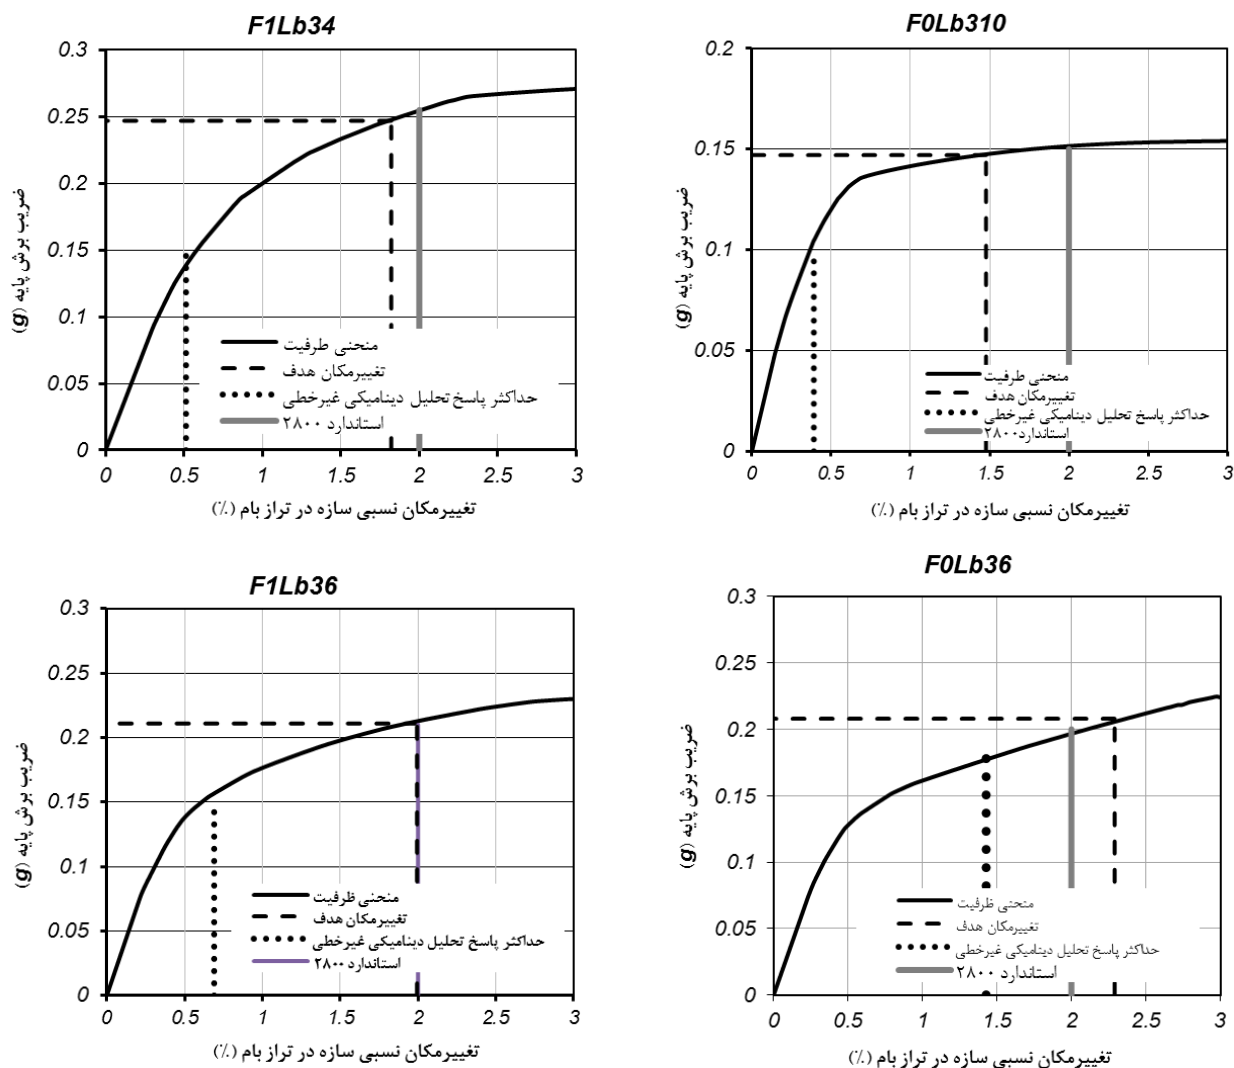 F1Lb34
0.3
0.25
0.2
0.15
0.1
0.05
0
ضریب برش پایه (g)
منحنی طرفیت
تغییرمکان هدف
حداکثر پاسخ تحلیل دینامیکی غیرخطی
استاندارد ۲۸۰۰
0 0.5 1 1.5 2 2.5 3
تغییرمکان نسبی سازه در تراز بام (٪)
F0Lb310
0.2
0.15
0.1
0.05
0
ضریب برش پایه (g)
منحنی طرفیت
تغییرمکان هدف
حداکثر پاسخ تحلیل دینامیکی غیرخطی
استاندارد۲۸۰۰
0 0.5 1 1.5 2 2.5 3
تغییرمکان نسبی سازه در تراز بام (٪)
F1Lb36
0.3
0.25
0.2
0.15
0.1
0.05
0
ضریب برش پایه (g)
منحنی ظرفیت
تغییرمکان هدف
حداکثر پاسخ تحلیل دینامیکی غیرخطی
استاندارد ۲۸۰۰
0 0.5 1 1.5 2 2.5 3
تغییرمکان نسبی سازه در تراز بام (٪)
F0Lb36
0.3
0.25
0.2
0.15
0.1
0.05
0
ضریب برش پایه (g)
منحنی ظرفیت
تغییرمکان هدف
حداکثر پاسخ تحلیل دینامیکی غیرخطی
استاندارد ۲۸۰۰
0 0.5 1 1.5 2 2.5 3
تغییرمکان نسبی سازه در تراز بام (٪)